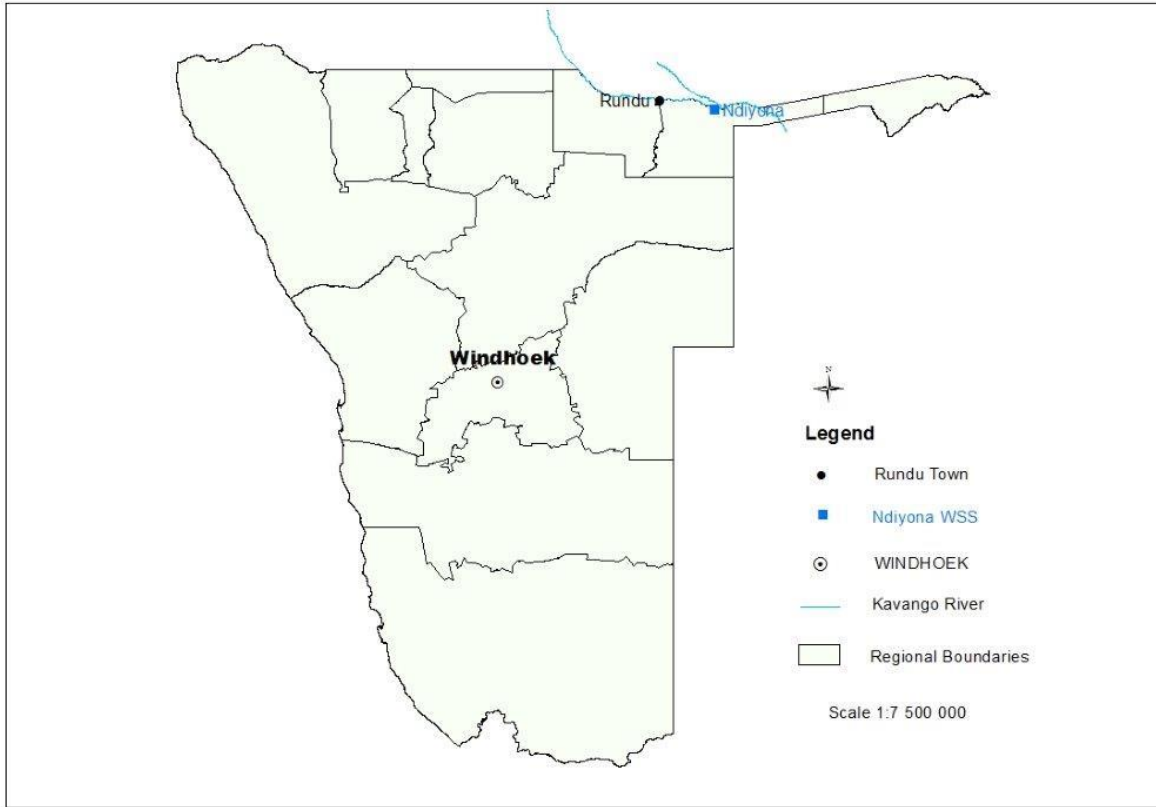 Rundu
Ndiyona
Windhoek
N
Legend
Rundu Town
Ndiyona WSS
WINDHOEK
Kavango River
Regional Boundaries
Scale 1:7 500 000